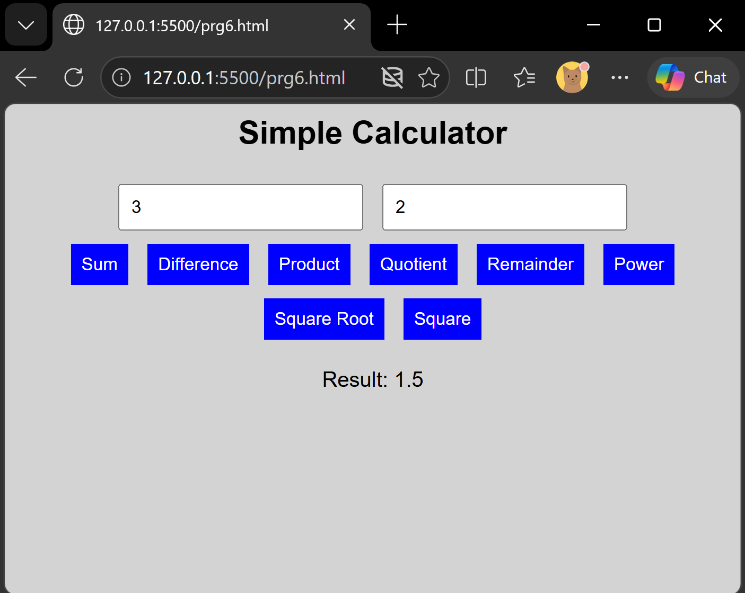 127.0.0.1:5500/prg6.html
127.0.0.1:5500/prg6.html
Chat
Simple Calculator
3 2
Sum Difference Product Quotient Remainder Power
Square Root Square
Result: 1.5